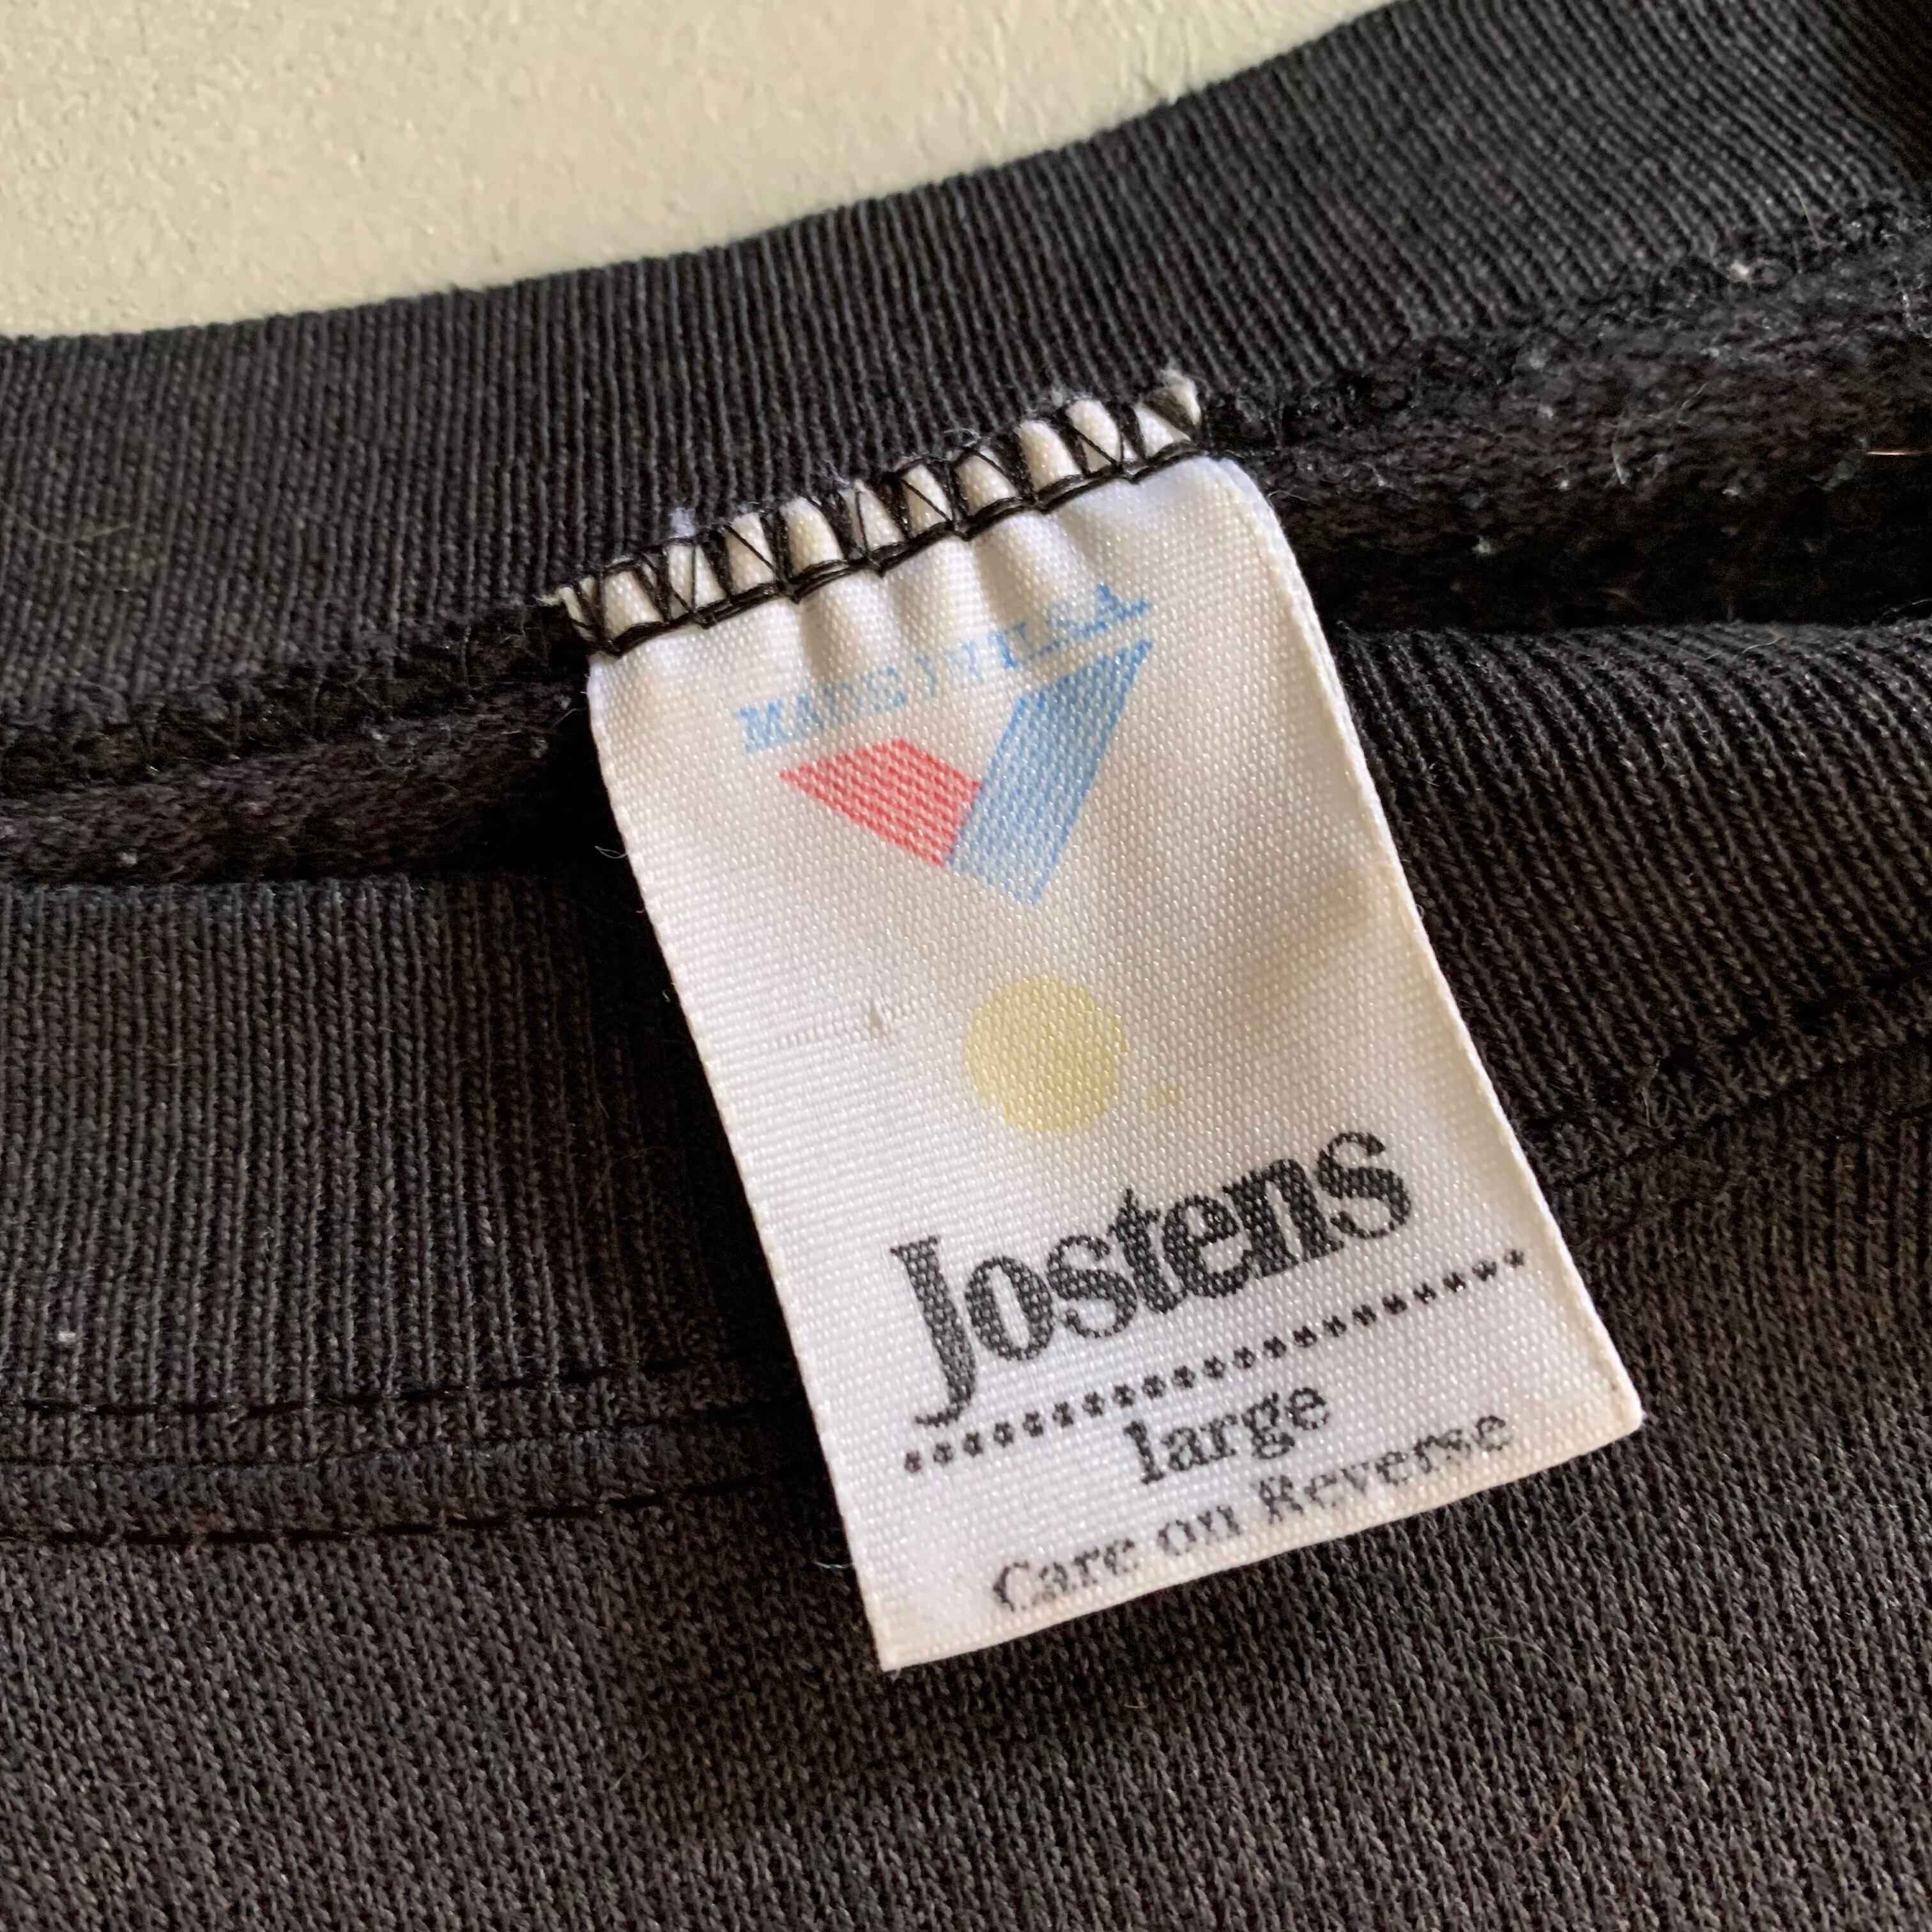 MADE IN U.S.A.
Jostens
large
Care on Reverse